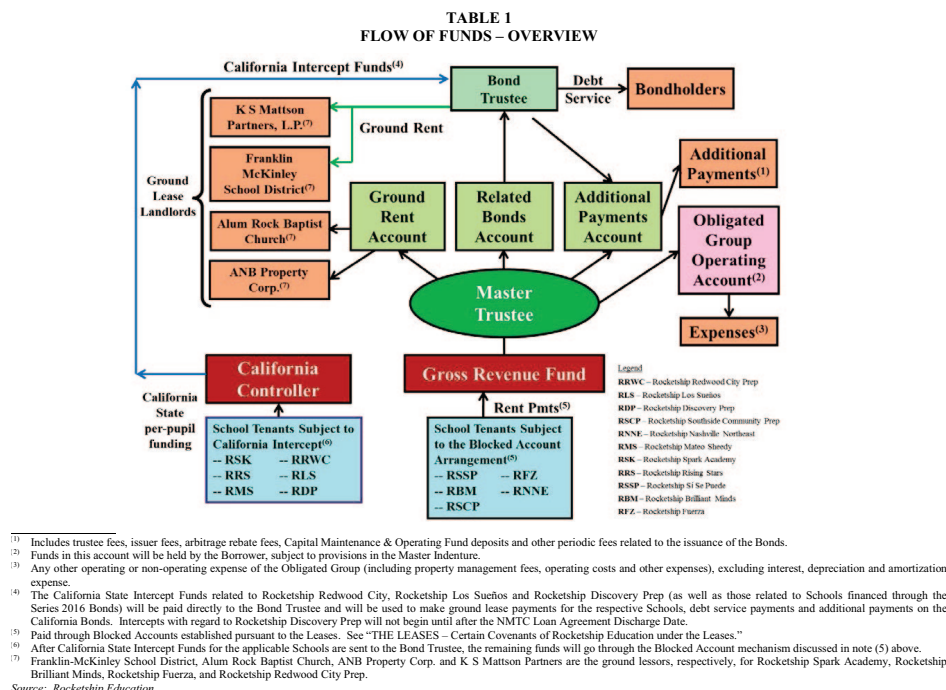 TABLE 1
FLOW OF FUNDS – OVERVIEW
California Intercept Funds(4)
Bond
Trustee
Debt
Service
Bondholders
K S Mattson
Partners, L.P.(7)
Ground Rent
Franklin
McKinley
School District(7)
Ground
Lease
Landlords
Alum Rock Baptist
Church(7)
ANB Property
Corp.(7)
Ground
Rent
Account
Related
Bonds
Account
Additional
Payments
Account
Additional
Payments(1)
Obligated
Group
Operating
Account(2)
Master
Trustee
Expenses(3)
California
Controller
Gross Revenue Fund
California
State
per-pupil
funding
Rent Pmts(5)
School Tenants Subject to
California Intercept(6)
-- RSK -- RRWC
-- RRS -- RLS
-- RMS -- RDP
School Tenants Subject
to the Blocked Account
Arrangement(5)
-- RSSP -- RFZ
-- RBM -- RNNE
-- RSCP
Legend
RRWC – Rocketship Redwood City Prep
RLS – Rocketship Los Sueños
RDP – Rocketship Discovery Prep
RSCP – Rocketship Southside Community Prep
RNNE – Rocketship Nashville Northeast
RMS – Rocketship Mateo Sheedy
RSK – Rocketship Spark Academy
RRS – Rocketship Rising Stars
RSSP – Rocketship Sí Se Puede
RBM – Rocketship Brilliant Minds
RFZ – Rocketship Fuerza
(1) Includes trustee fees, issuer fees, arbitrage rebate fees, Capital Maintenance & Operating Fund deposits and other periodic fees related to the issuance of the Bonds.
(2) Funds in this account will be held by the Borrower, subject to provisions in the Master Indenture.
(3) Any other operating or non-operating expense of the Obligated Group (including property management fees, operating costs and other expenses), excluding interest, depreciation and amortization
expense.
(4) The California State Intercept Funds related to Rocketship Redwood City, Rocketship Los Sueños and Rocketship Discovery Prep (as well as those related to Schools financed through the
Series 2016 Bonds) will be paid directly to the Bond Trustee and will be used to make ground lease payments for the respective Schools, debt service payments and additional payments on the
California Bonds. Intercepts with regard to Rocketship Discovery Prep will not begin until after the NMTC Loan Agreement Discharge Date.
(5) Paid through Blocked Accounts established pursuant to the Leases. See “THE LEASES – Certain Covenants of Rocketship Education under the Leases.”
(6) After California State Intercept Funds for the applicable Schools are sent to the Bond Trustee, the remaining funds will go through the Blocked Account mechanism discussed in note (5) above.
(7) Franklin-McKinley School District, Alum Rock Baptist Church, ANB Property Corp. and K S Mattson Partners are the ground lessors, respectively, for Rocketship Spark Academy, Rocketship
Brilliant Minds, Rocketship Fuerza, and Rocketship Redwood City Prep.
Source: Rocketship Education